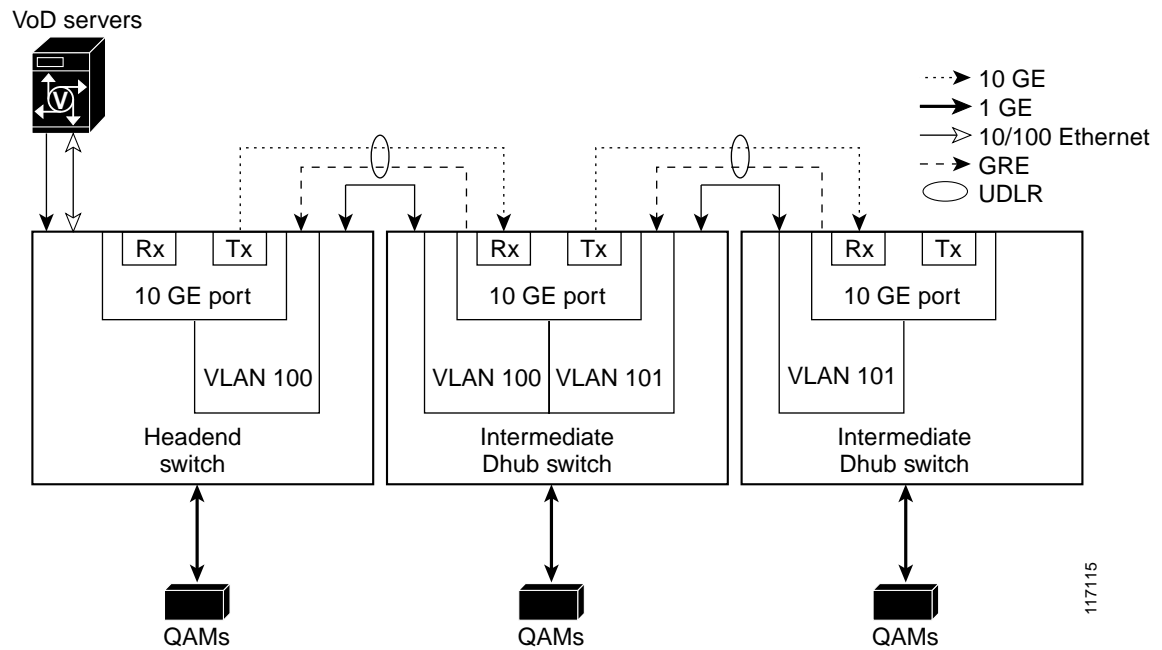 VoD servers
V
10 GE
1 GE
10/100 Ethernet
GRE
UDLR
Rx
Tx
10 GE port
VLAN 100
Headend
switch
Rx
Tx
10 GE port
VLAN 100
VLAN 101
Intermediate
Dhub switch
Rx
Tx
10 GE port
VLAN 101
Intermediate
Dhub switch
QAMs
QAMs
QAMs
117115